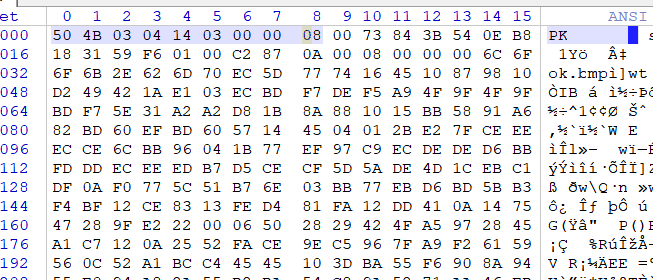 et 0 1 2 3 4 5 6 7 8 9 10 11 12 13 14 15 ANSI
000 50 4B 03 04 14 03 00 00 08 00 73 84 3B 54 0E B8 PK s
016 18 31 59 F6 01 00 C2 87 0A 00 08 00 00 00 6C 6F 1Yö Â‡
032 6F 6B 2E 62 6D 70 EC 5D 77 74 16 45 10 87 98 10 ok.bmpì]wt
048 D2 49 42 1A E1 03 EC BD F7 DE F5 A9 4F 9F 4F 9F ÒIB á ì½÷Þõ
064 BD F7 5E 31 A2 A2 D8 1B 8A 88 10 15 BB 58 91 A6 ½÷^1¢¢Ø Šˆ
080 82 BD 60 EF BD 60 57 14 45 04 01 2B E2 7F CE EE ‚½`ï½`W E
096 EC CE 6C BB 96 04 1B 77 EF 97 C9 EC DE DE D6 BB ìÎl»– wï—É
112 FD DD EC EE ED B7 D5 CE CF 5D 5A DE 4D 1C EB C1 ýÝìîí·ÕÎÏ]Z
128 DF 0A F0 77 5C 51 B7 6E 03 BB 77 EB D6 BD 5B B3 ß ðw\Q·n »w
144 F4 BF 12 CE 83 13 FE D4 81 FA 12 DD 41 0A 14 75 ô¿ Îƒ þÔ ú
160 47 28 9F E2 22 00 06 50 28 29 42 4F A5 97 28 45 G(Ÿâ" P()B
176 A1 C7 12 0A 25 52 FA CE 9E C5 96 7F A9 F2 61 59 ¡Ç %RúÎžÅ–
192 56 0C 52 A1 BC C4 45 45 10 3D BA 55 F6 90 8A 94 V R¡¼ÄEE =º